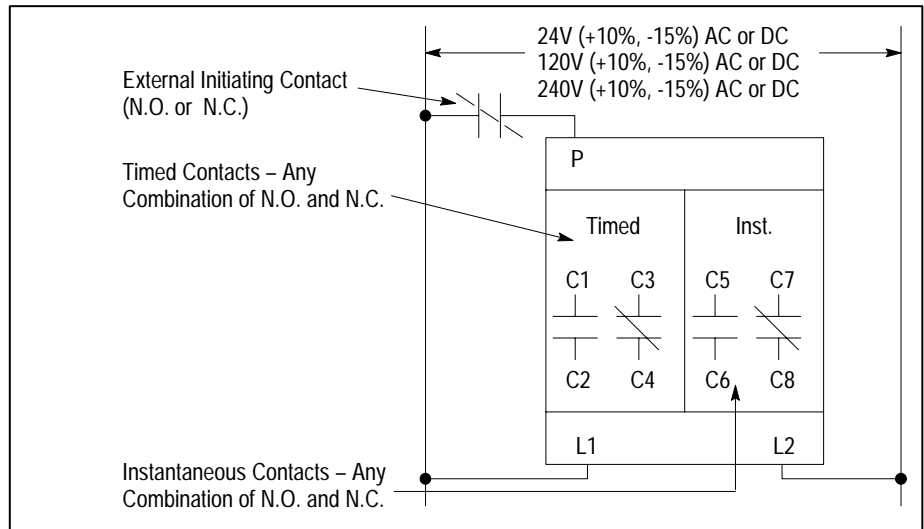 24V (+10%, -15%) AC or DC
120V (+10%, -15%) AC or DC
240V (+10%, -15%) AC or DC
External Initiating Contact
(N.O. or N.C.)
P
Timed Contacts – Any
Combination of N.O. and N.C.
Timed
Inst.
C1
C3
C5
C7
C2
C4
C6
C8
L1
L2
Instantaneous Contacts – Any
Combination of N.O. and N.C.